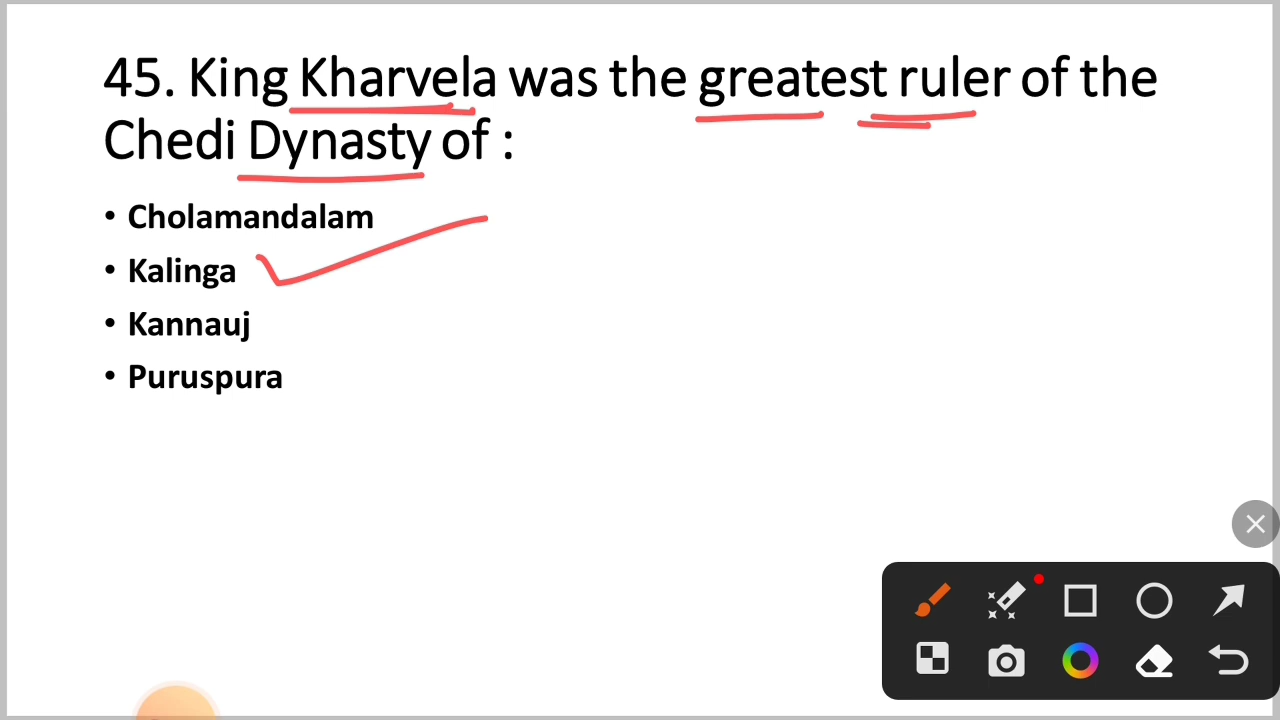 45. King Kharvela was the greatest ruler of the
Chedi Dynasty of :
• Cholamandalam
• Kalinga
• Kannauj
• Puruspura